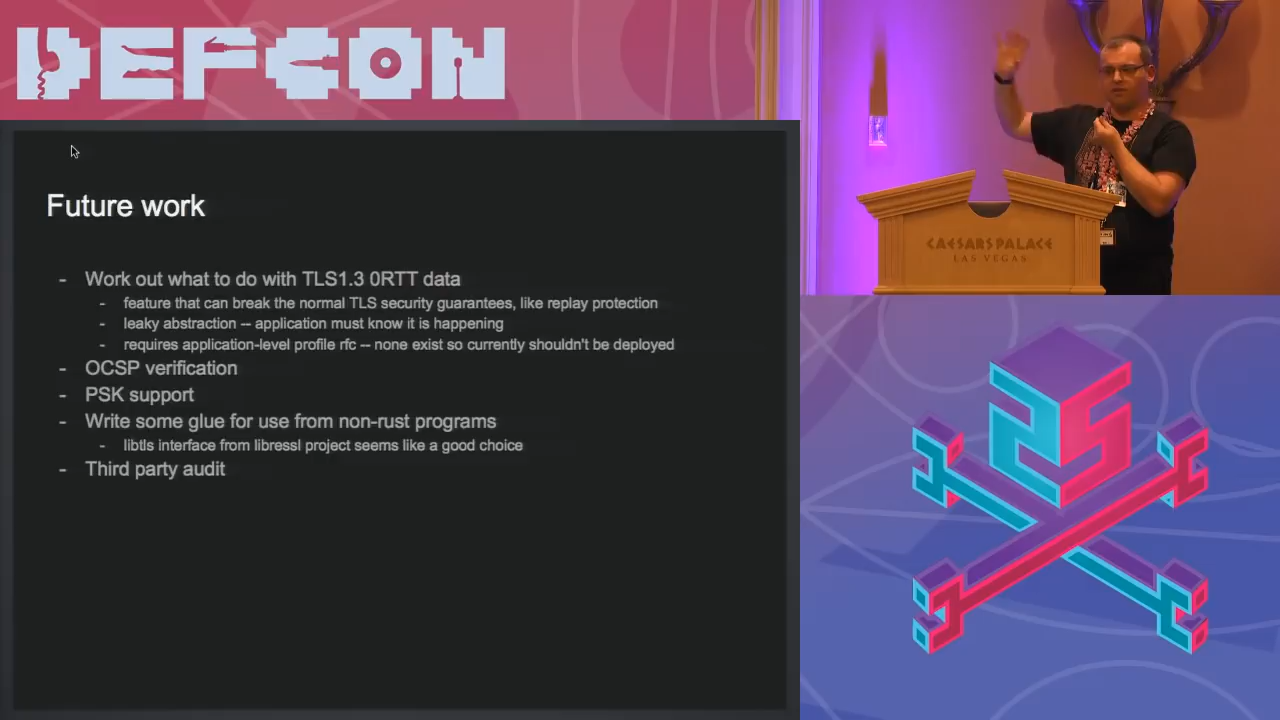 DEFCON
Future work
- Work out what to do with TLS1.3 0RTT data
- feature that can break the normal TLS security guarantees, like replay protection
- leaky abstraction -- application must know it is happening
- requires application-level profile rfc -- none exist so currently shouldn't be deployed
- OCSP verification
- PSK support
- Write some glue for use from non-rust programs
- libtls interface from libressl project seems like a good choice
- Third party audit
CAESARS PALACE
LAS VEGAS
25